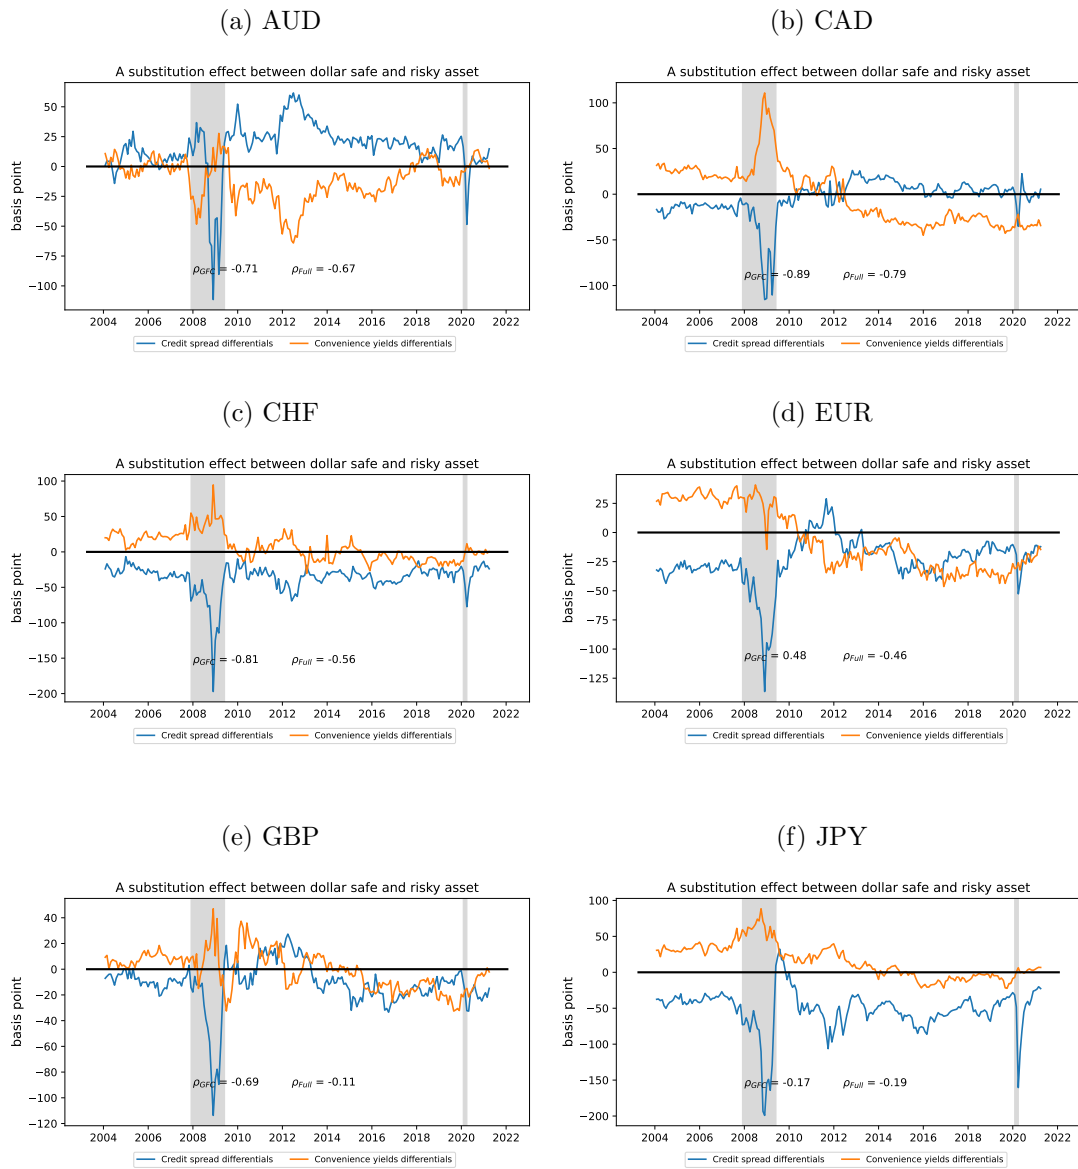 (a) AUD
A substitution effect between dollar safe and risky asset
50
25
0
−25
−50
−75
−100
basis point
ρGFC = -0.71 ρFull = -0.67
2004 2006 2008 2010 2012 2014 2016 2018 2020 2022
Credit spread differentials Convenience yields differentials
(b) CAD
A substitution effect between dollar safe and risky asset
100
50
0
−50
−100
basis point
ρGFC = -0.89 ρFull = -0.79
2004 2006 2008 2010 2012 2014 2016 2018 2020 2022
Credit spread differentials Convenience yields differentials
(c) CHF
A substitution effect between dollar safe and risky asset
100
50
0
−50
−100
−150
−200
basis point
ρGFC = -0.81 ρFull = -0.56
2004 2006 2008 2010 2012 2014 2016 2018 2020 2022
Credit spread differentials Convenience yields differentials
(d) EUR
A substitution effect between dollar safe and risky asset
25
0
−25
−50
−75
−100
−125
basis point
ρGFC = 0.48 ρFull = -0.46
2004 2006 2008 2010 2012 2014 2016 2018 2020 2022
Credit spread differentials Convenience yields differentials
(e) GBP
A substitution effect between dollar safe and risky asset
40
20
0
−20
−40
−60
−80
−100
−120
basis point
ρGFC = -0.69 ρFull = -0.11
2004 2006 2008 2010 2012 2014 2016 2018 2020 2022
Credit spread differentials Convenience yields differentials
(f) JPY
A substitution effect between dollar safe and risky asset
100
50
0
−50
−100
−150
−200
basis point
ρGFC = -0.17 ρFull = -0.19
2004 2006 2008 2010 2012 2014 2016 2018 2020 2022
Credit spread differentials Convenience yields differentials